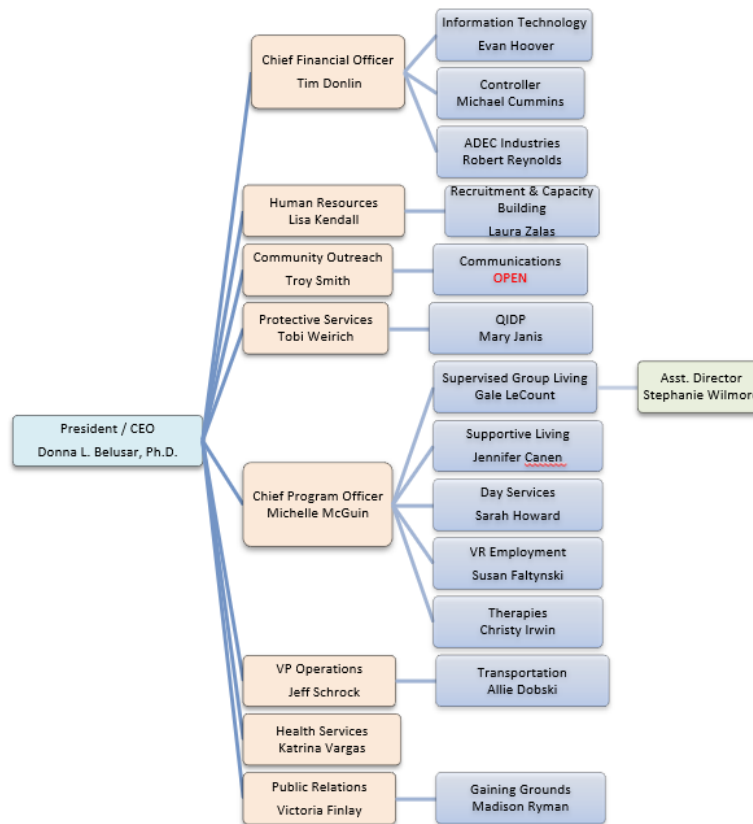 Information Technology
Evan Hoover
Chief Financial Officer
Tim Donlin
Controller
Michael Cummins
ADEC Industries
Robert Reynolds
Human Resources
Lisa Kendall
Recruitment & Capacity
Building
Laura Zalas
Community Outreach
Troy Smith
Communications
OPEN
Protective Services
Tobi Weirich
QIDP
Mary Janis
Supervised Group Living
Gale LeCount
Asst. Director
Stephanie Wilmore
President / CEO
Donna L. Belusar, Ph.D.
Supportive Living
Jennifer Canen
Chief Program Officer
Michelle McGuin
Day Services
Sarah Howard
VR Employment
Susan Faltynski
Therapies
Christy Irwin
VP Operations
Jeff Schrock
Transportation
Allie Dobski
Health Services
Katrina Vargas
Public Relations
Victoria Finlay
Gaining Grounds
Madison Ryman